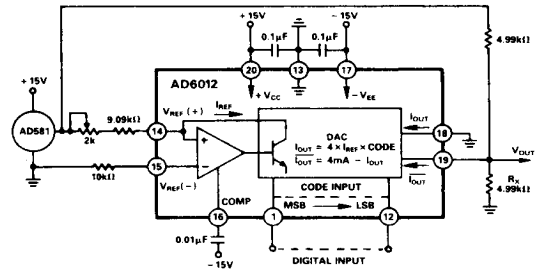 +15V
-15V
0.1μF
0.1μF
4.99kΩ
20
13
17
+VCC
-VEE
AD6012
+15V
AD581
2k
9.09kΩ
14
VREF(+)
IREF
DAC
IOUT = 4×IREF×CODE
IOUT = 4mA - IOUT
CODE INPUT
IOUT
18
19
IOUT
VOUT
RX
4.99kΩ
+
-
15
10kΩ
VREF(-)
COMP
MSB → LSB
16
1
12
0.01μF
-15V
DIGITAL INPUT